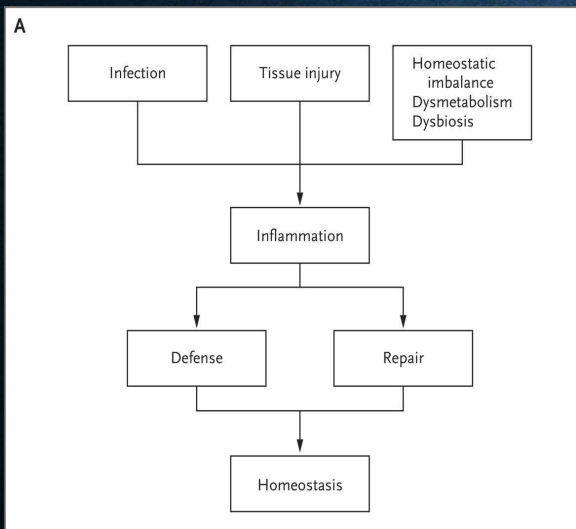 A
Infection
Tissue injury
Homeostatic
imbalance
Dysmetabolism
Dysbiosis
Inflammation
Defense
Repair
Homeostasis